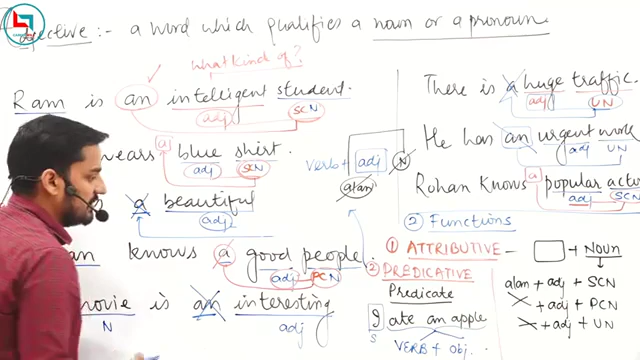 Adjective :- a word which qualifies a noun or a pronoun.
What kind of?
Ram is an intelligent student.
adj SCN
wears a blue shirt.
adj SCN
a beautiful
adj
knows a good people.
adj PCN
movie is an interesting
N adj
verb + adj N
a/an
There is a huge traffic.
adj UN
He has an urgent work
adj UN
Rohan knows a popular actor
adj SCN
② Functions
① ATTRIBUTIVE - + NOUN
② PREDICATIVE
Predicate
I ate an apple
S VERB + Obj.
a/an + adj + SCN
X + adj + PCN
X + adj + UN